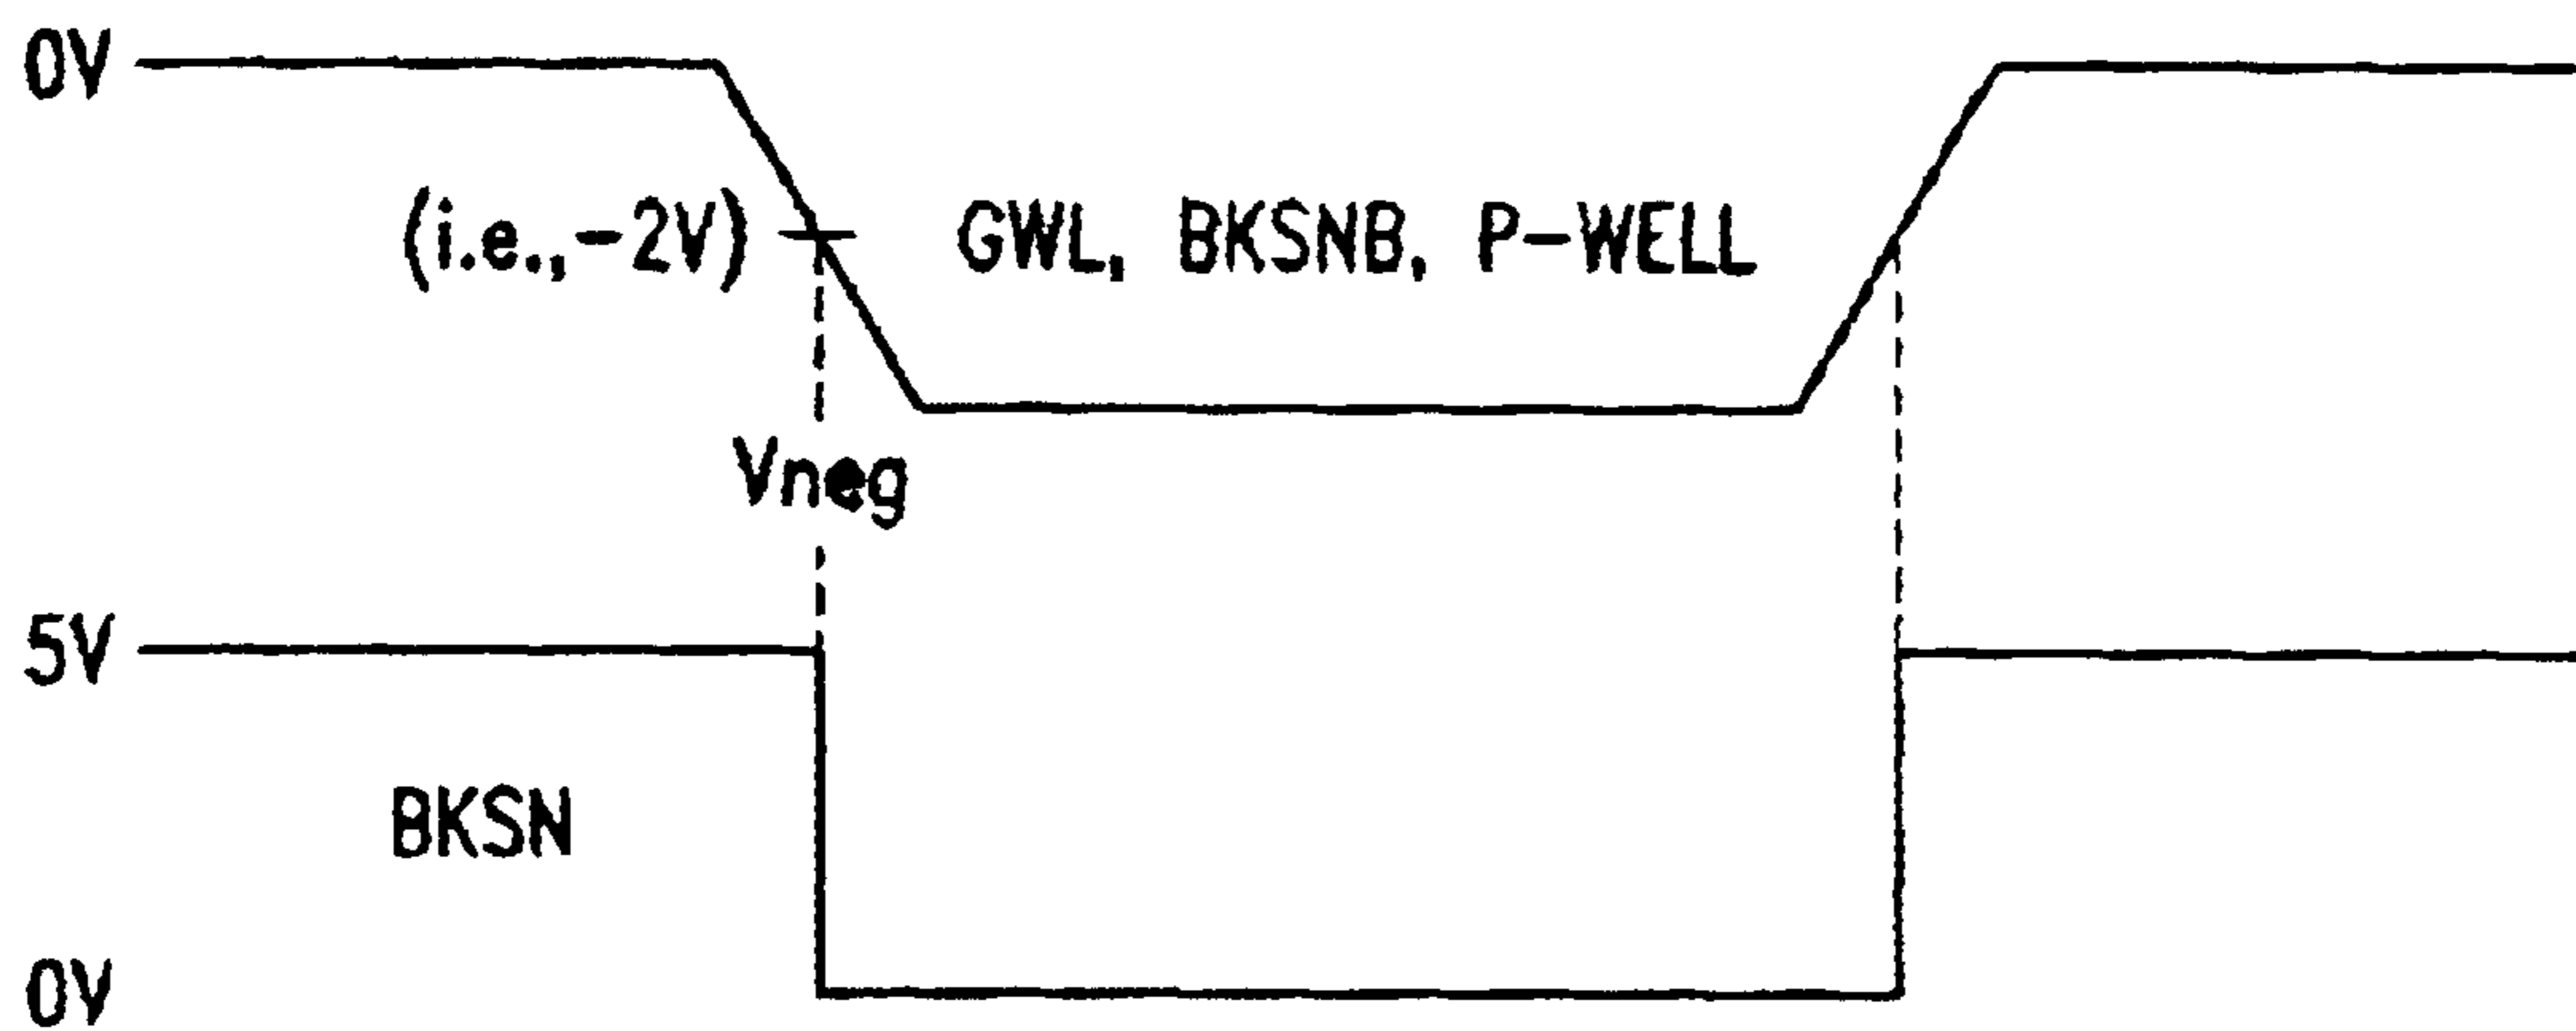 0V
(i.e.,-2V)
GWL, BKSNB, P-WELL
Vneg
5V
BKSN
0V